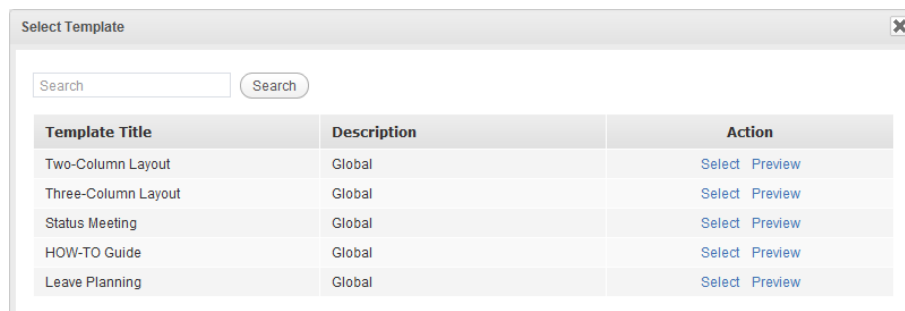 Select Template
Search Search
Template Title Description Action
Two-Column Layout Global Select Preview
Three-Column Layout Global Select Preview
Status Meeting Global Select Preview
HOW-TO Guide Global Select Preview
Leave Planning Global Select Preview